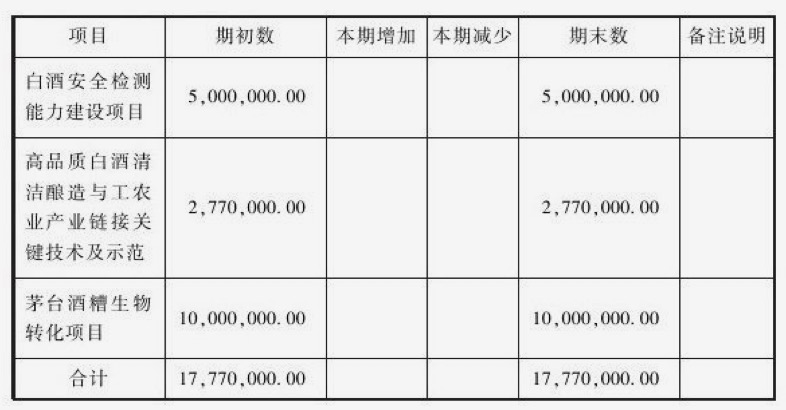 项目 期初数 本期增加 本期减少 期末数 备注说明
白酒安全检测
能力建设项目
5,000,000.00 5,000,000.00
高品质白酒清
洁酿造与工农
业产业链接关
键技术及示范
2,770,000.00 2,770,000.00
茅台酒糟生物
转化项目
10,000,000.00 10,000,000.00
合计 17,770,000.00 17,770,000.00